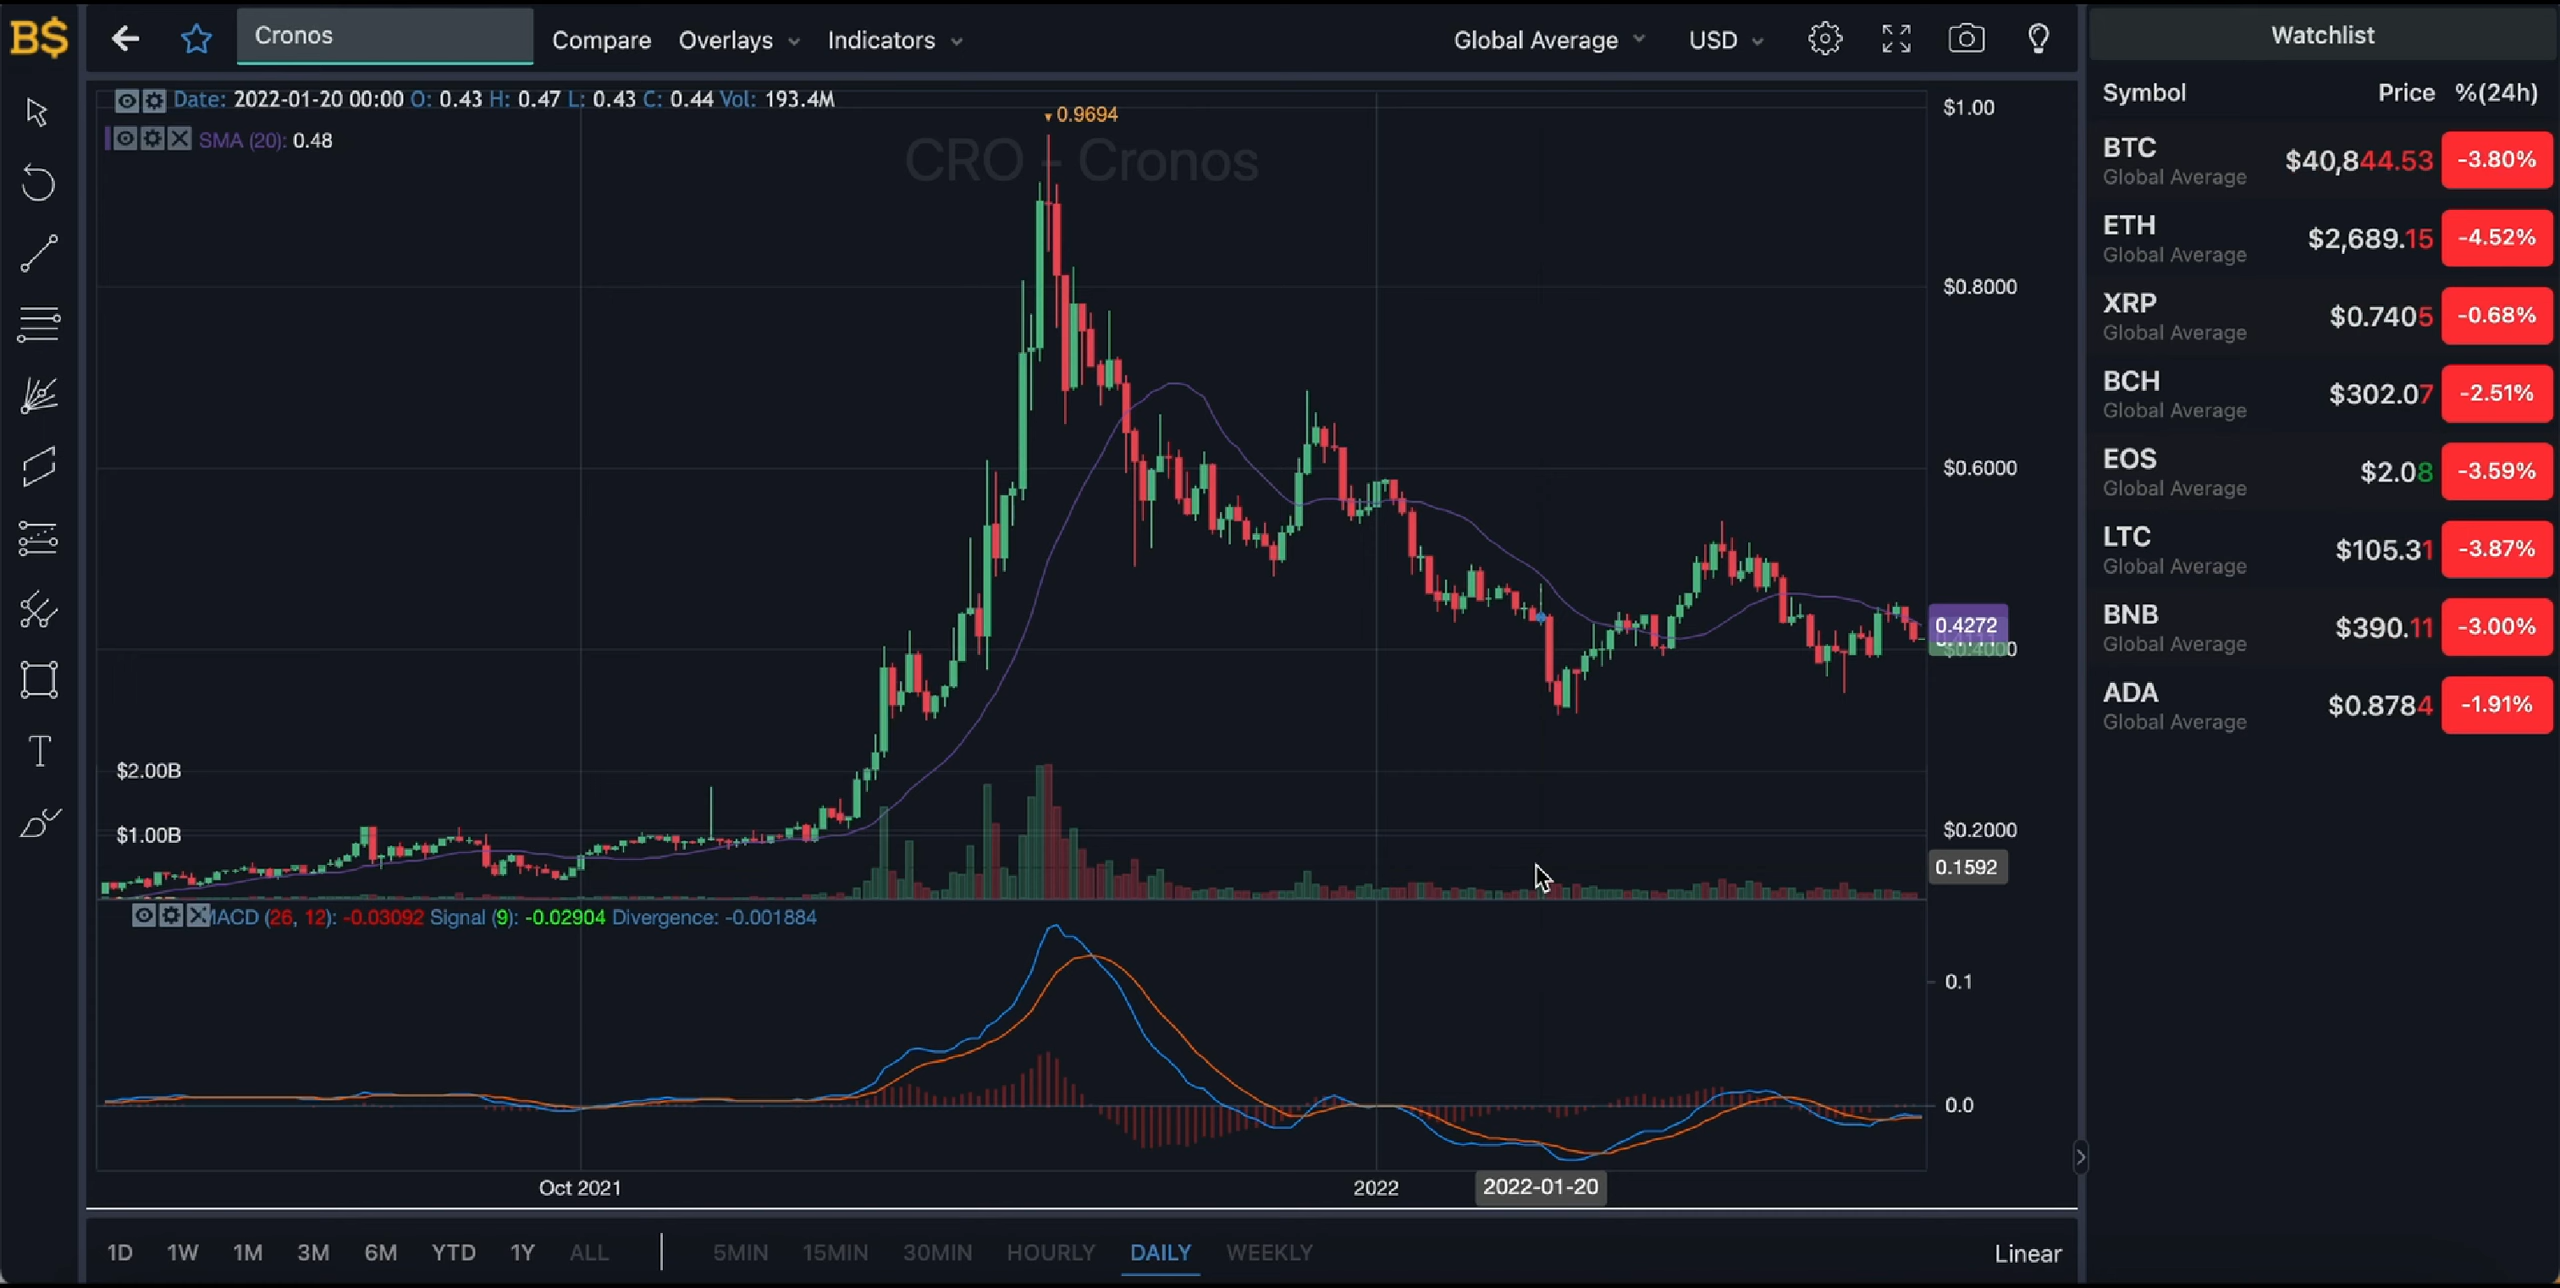 B$
Cronos
Compare Overlays Indicators
Global Average USD
Date: 2022-01-20 00:00 O: 0.43 H: 0.47 L: 0.43 C: 0.44 Vol: 193.4M
SMA (20): 0.48
0.9694
CRO - Cronos
$1.00
$0.8000
$0.6000
0.4272
$0.2000
0.1592
$2.00B
$1.00B
MACD (26, 12): -0.03092 Signal (9): -0.02904 Divergence: -0.001884
0.1
0.0
Oct 2021
2022
2022-01-20
1D 1W 1M 3M 6M YTD 1Y ALL 5MIN 15MIN 30MIN HOURLY DAILY WEEKLY
Linear
Watchlist
Symbol Price %(24h)
BTC $40,844.53 -3.80%
Global Average
ETH $2,689.15 -4.52%
Global Average
XRP $0.7405 -0.68%
Global Average
BCH $302.07 -2.51%
Global Average
EOS $2.08 -3.59%
Global Average
LTC $105.31 -3.87%
Global Average
BNB $390.11 -3.00%
Global Average
ADA $0.8784 -1.91%
Global Average